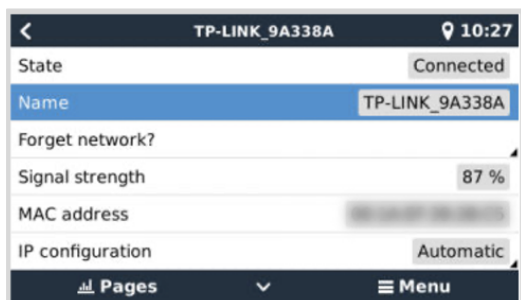 TP-LINK_9A338A 10:27
State Connected
Name TP-LINK_9A338A
Forget network?
Signal strength 87 %
MAC address
IP configuration Automatic
Pages Menu